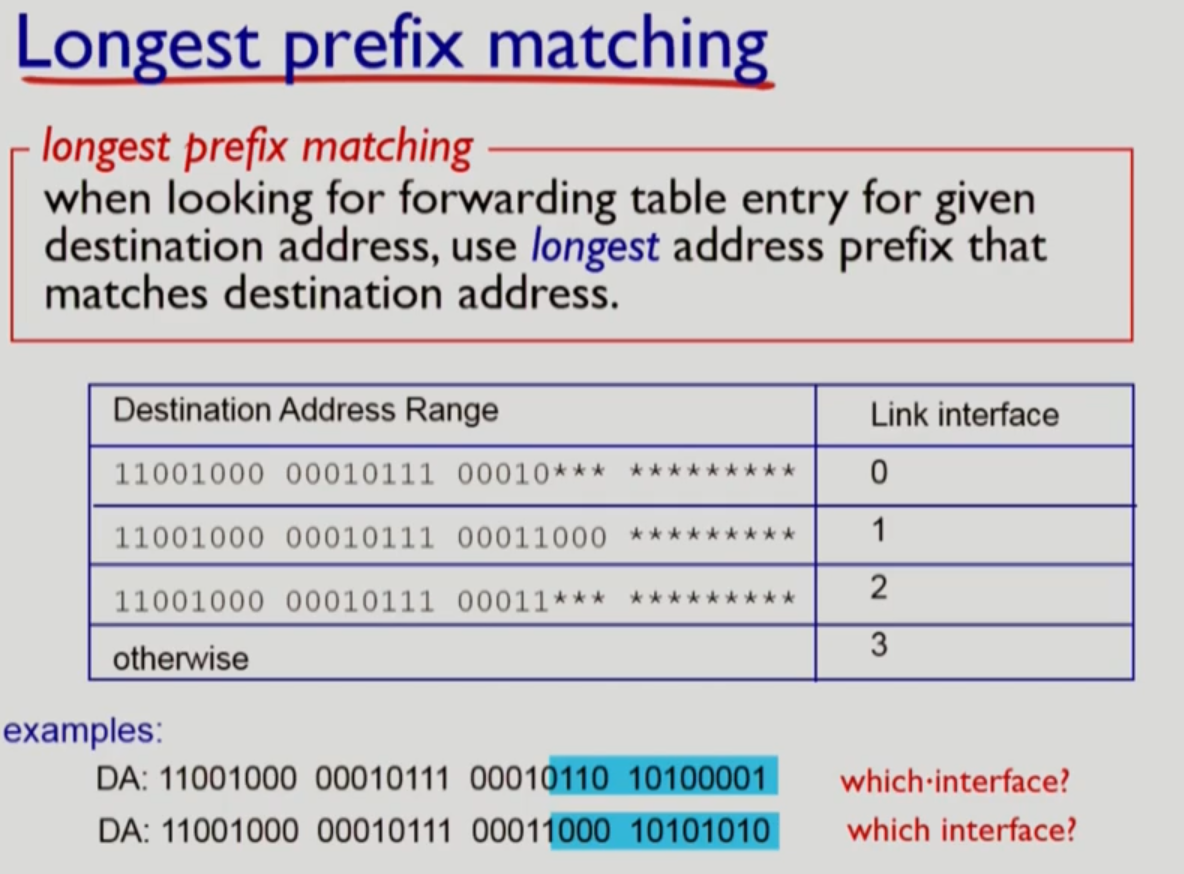 Longest prefix matching
longest prefix matching
when looking for forwarding table entry for given
destination address, use longest address prefix that
matches destination address.
Destination Address Range Link interface
11001000 00010111 00010*** ********* 0
11001000 00010111 00011000 ********* 1
11001000 00010111 00011*** ********* 2
otherwise 3
examples:
DA: 11001000 00010111 00010110 10100001 which·interface?
DA: 11001000 00010111 00011000 10101010 which interface?